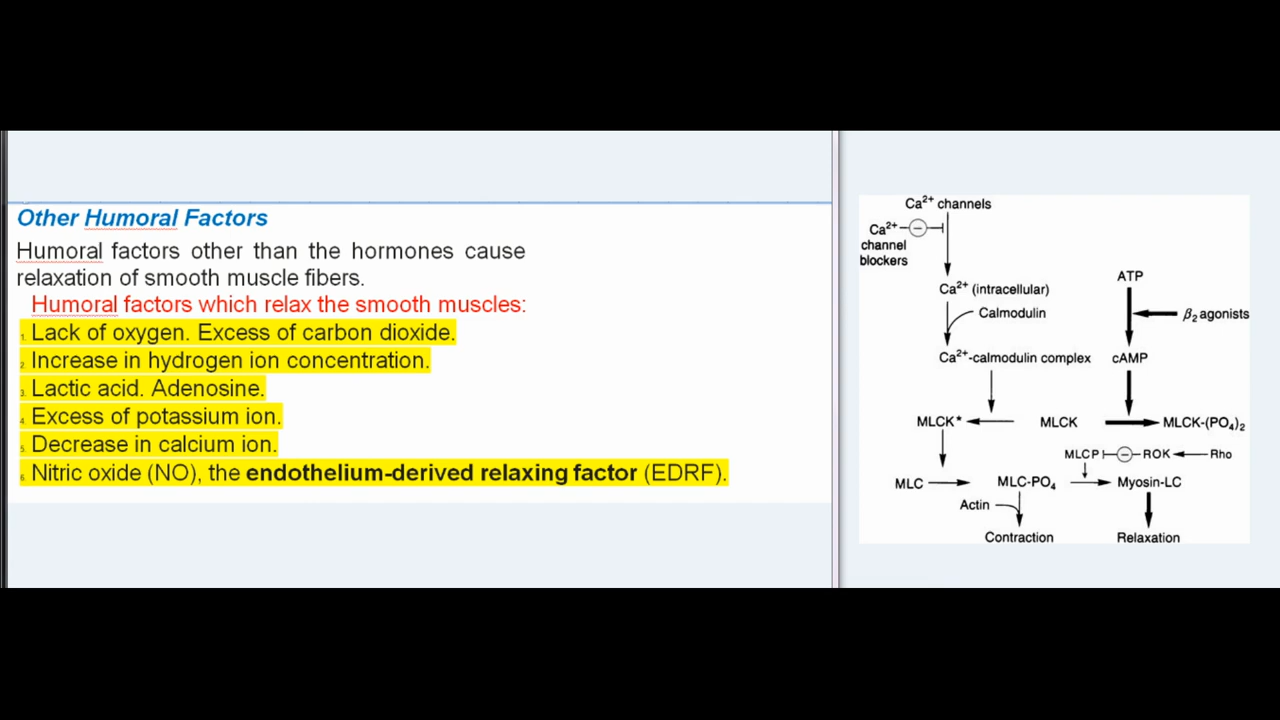 Other Humoral Factors
Humoral factors other than the hormones cause
relaxation of smooth muscle fibers.
Humoral factors which relax the smooth muscles:
1. Lack of oxygen. Excess of carbon dioxide.
2. Increase in hydrogen ion concentration.
3. Lactic acid. Adenosine.
4. Excess of potassium ion.
5. Decrease in calcium ion.
6. Nitric oxide (NO), the endothelium-derived relaxing factor (EDRF).
Ca²⁺ channels
Ca²⁺
channel
blockers
Ca²⁺ (intracellular)
Calmodulin
Ca²⁺-calmodulin complex
ATP
β₂ agonists
cAMP
MLCK* MLCK MLCK-(PO₄)₂
MLCP ROK Rho
MLC MLC-PO₄ Myosin-LC
Actin
Contraction Relaxation